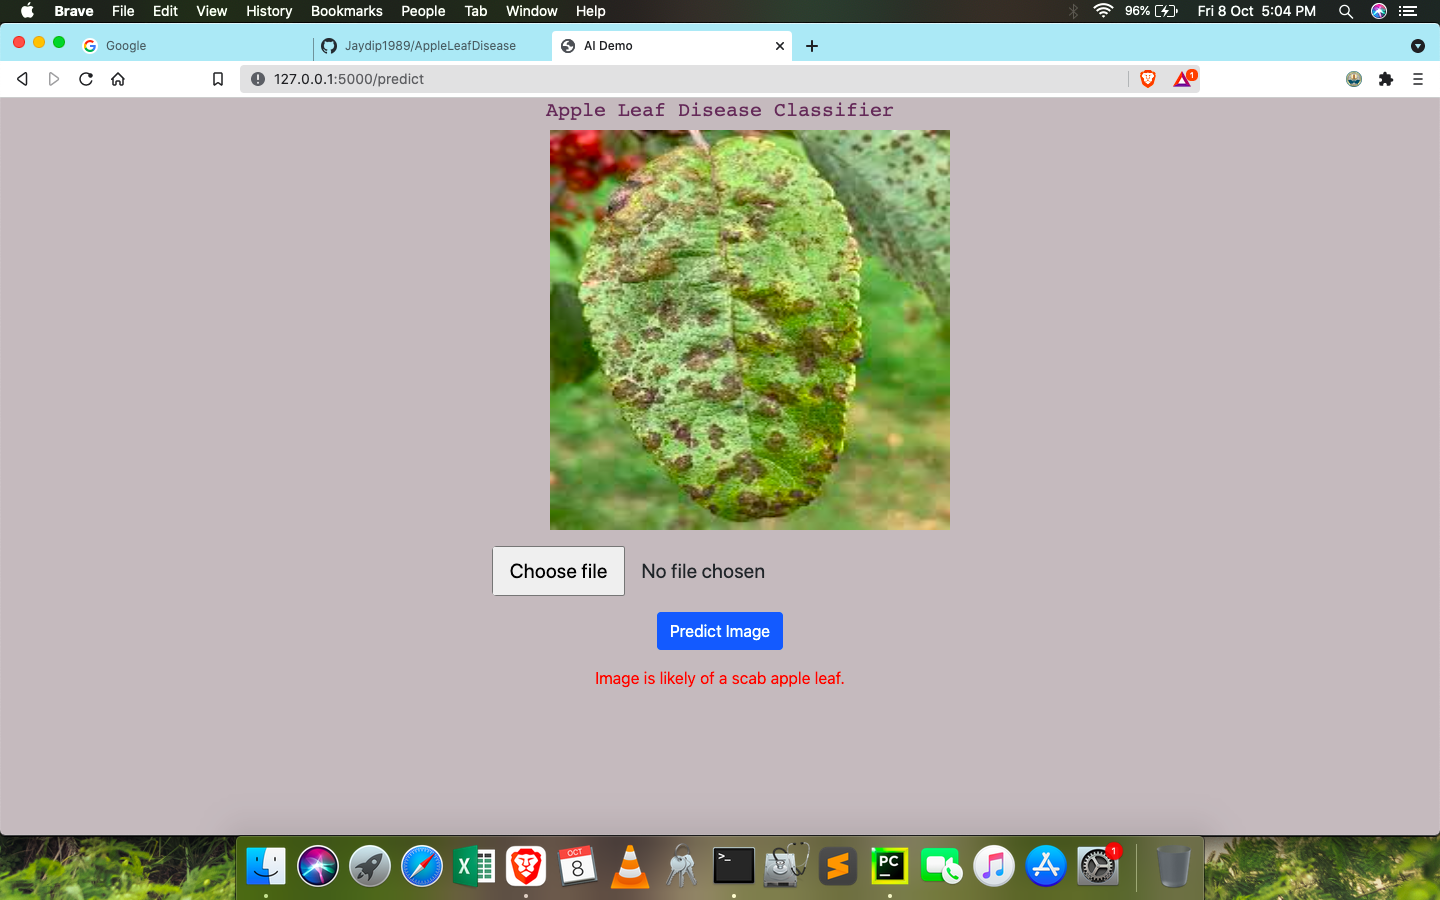 Brave File Edit View History Bookmarks People Tab Window Help 96% Fri 8 Oct 5:04 PM
Google Jaydip1989/AppleLeafDisease AI Demo
127.0.0.1:5000/predict 1
Apple Leaf Disease Classifier
Choose file No file chosen
Predict Image
Image is likely of a scab apple leaf.
OCT 8 >_ PC 1